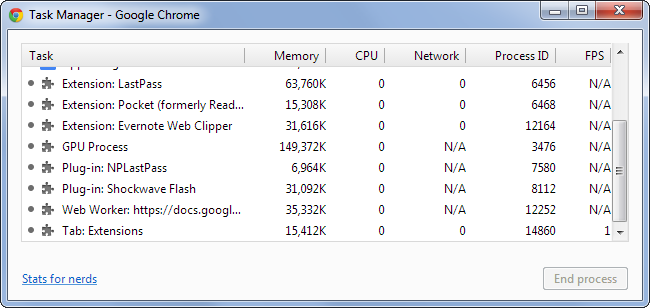 Task Manager - Google Chrome
Task Memory CPU Network Process ID FPS
Extension: LastPass 63,760K 0 0 6456 N/A
Extension: Pocket (formerly Read... 15,308K 0 0 6468 N/A
Extension: Evernote Web Clipper 31,616K 0 0 12164 N/A
GPU Process 149,372K 0 N/A 3476 N/A
Plug-in: NPLastPass 6,964K 0 N/A 7580 N/A
Plug-in: Shockwave Flash 31,092K 0 N/A 8112 N/A
Web Worker: https://docs.googl... 35,332K 0 N/A 12252 N/A
Tab: Extensions 15,412K 0 0 14860 1
Stats for nerds
End process